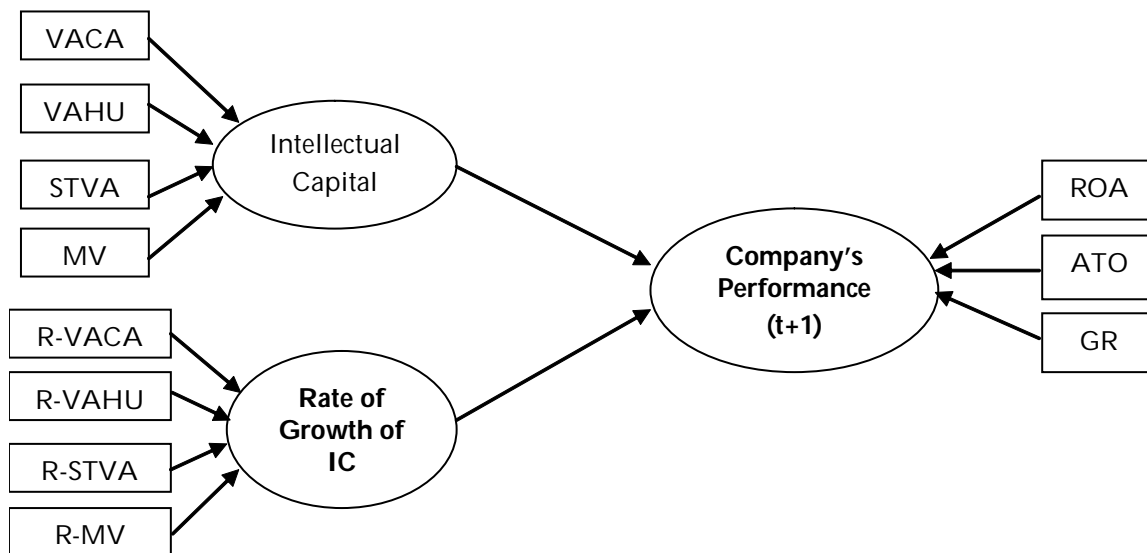 VACA
VAHU
STVA
MV
Intellectual
Capital
R-VACA
R-VAHU
R-STVA
R-MV
Rate of
Growth of
IC
Company's
Performance
(t+1)
ROA
ATO
GR